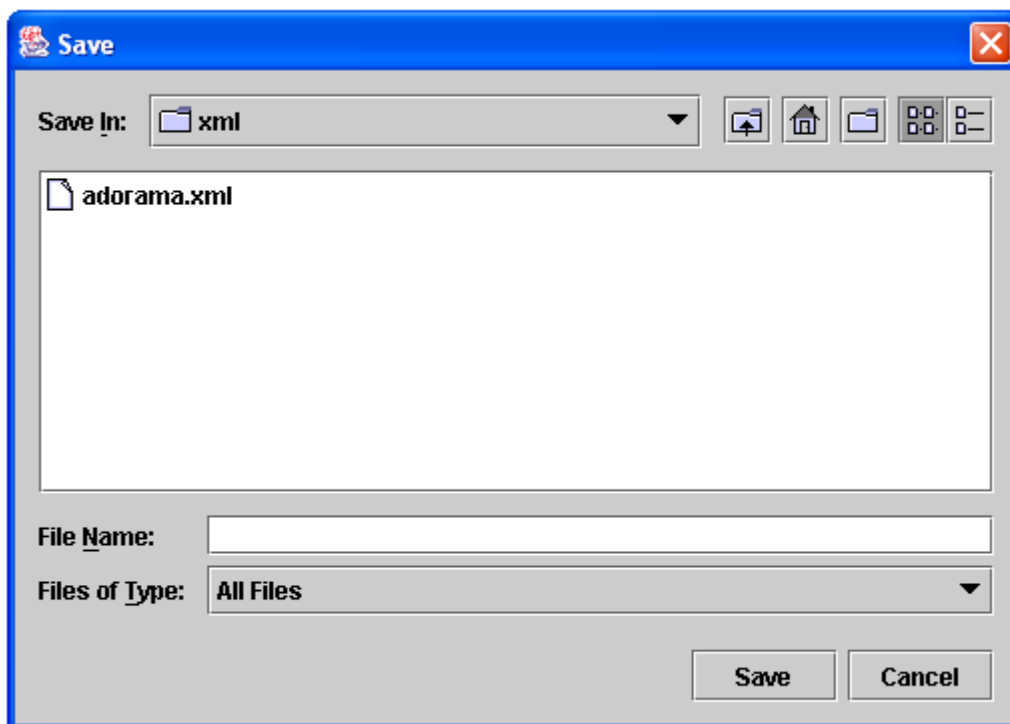 Save
Save In: xml
adorama.xml
File Name:
Files of Type: All Files
Save Cancel